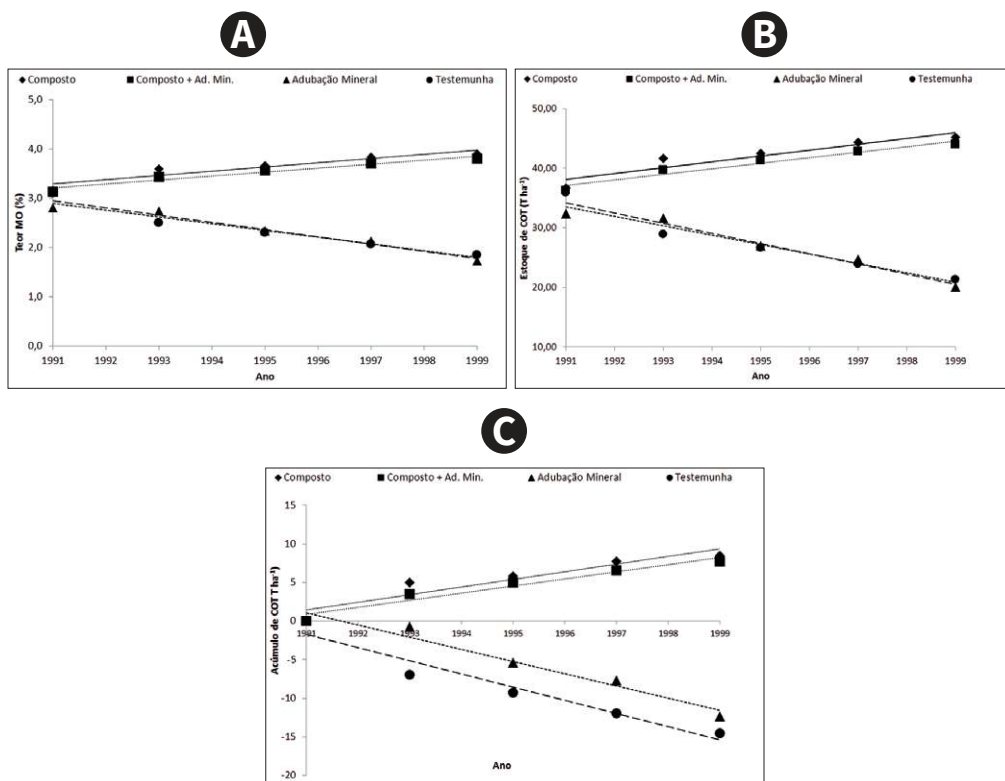 A
Composto Composto + Ad. Min. Adubação Mineral Testemunha
5,0
4,0
3,0
2,0
1,0
0,0
Teor MO (%)
1991 1992 1993 1994 1995 1996 1997 1998 1999
Ano
B
Composto Composto + Ad. Min. Adubação Mineral Testemunha
50,00
40,00
30,00
20,00
10,00
Estoque de COT (T ha⁻¹)
1991 1992 1993 1994 1995 1996 1997 1998 1999
Ano
C
Composto Composto + Ad. Min. Adubação Mineral Testemunha
15
10
5
0
-5
-10
-15
-20
Acúmulo de COT T ha⁻¹
1991 1992 1993 1994 1995 1996 1997 1998 1999
Ano